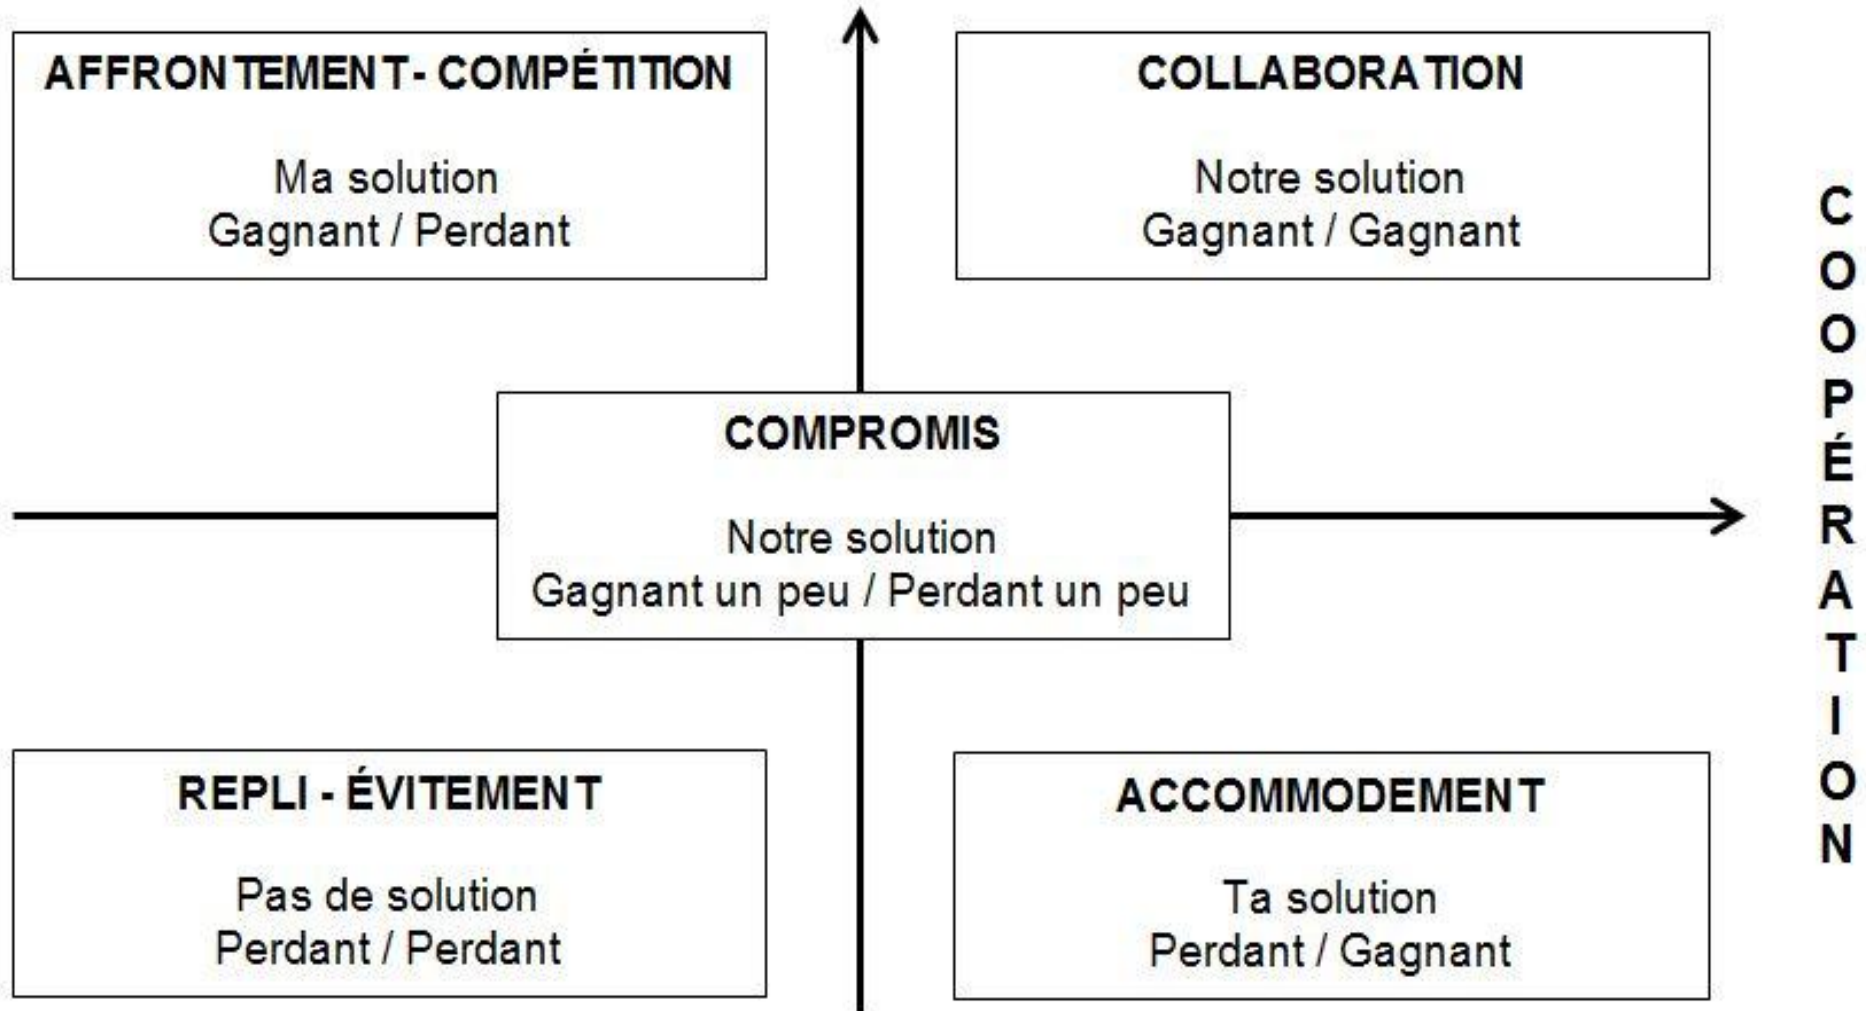 AFFRONTEMENT - COMPÉTITION
Ma solution
Gagnant / Perdant
COLLABORATION
Notre solution
Gagnant / Gagnant
COMPROMIS
Notre solution
Gagnant un peu / Perdant un peu
REPLI - ÉVITEMENT
Pas de solution
Perdant / Perdant
ACCOMMODEMENT
Ta solution
Perdant / Gagnant
COOPÉRATION